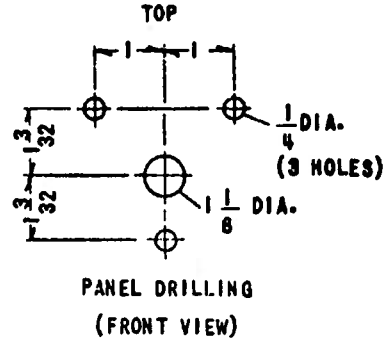 TOP
1 1
1 3/32
1/4 DIA.
(3 HOLES)
1 3/32
1 1/8 DIA.
PANEL DRILLING
(FRONT VIEW)